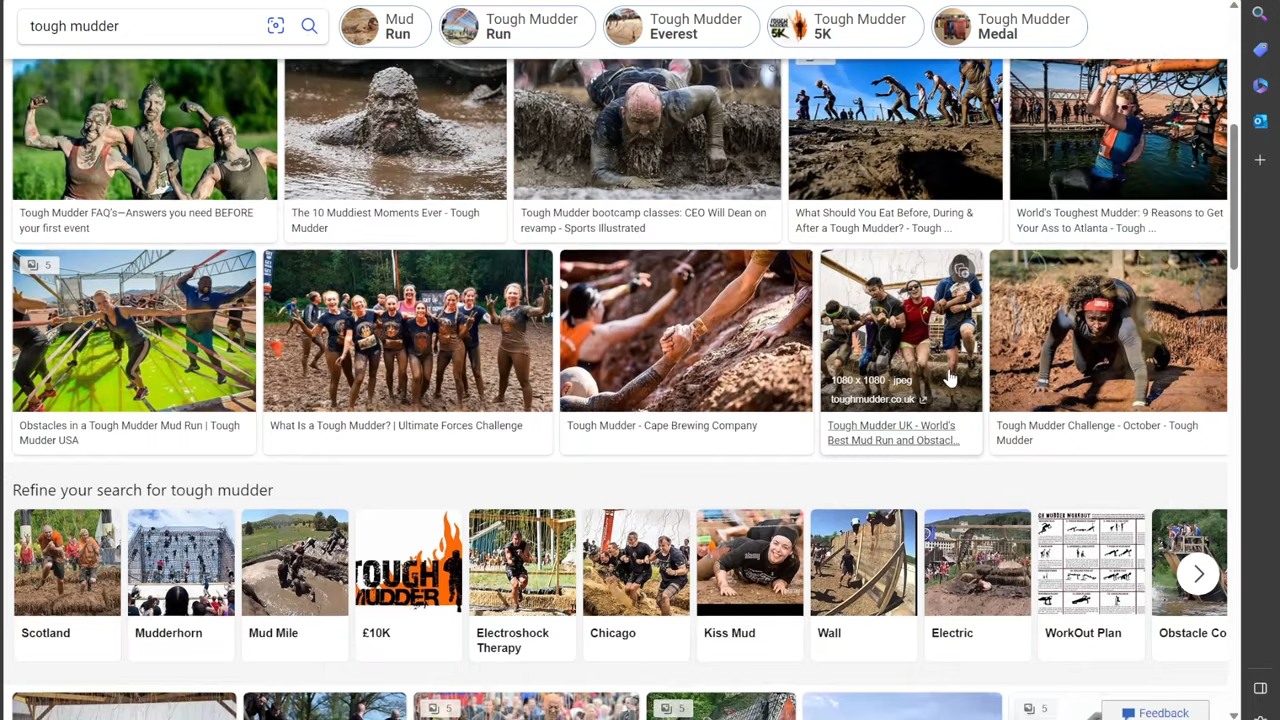 tough mudder
Mud
Run
Tough Mudder
Run
Tough Mudder
Everest
TOUGH
MUDDER
5K
Tough Mudder
5K
Tough Mudder
Medal
Tough Mudder FAQ's—Answers you need BEFORE
your first event
The 10 Muddiest Moments Ever - Tough
Mudder
Tough Mudder bootcamp classes: CEO Will Dean on
revamp - Sports Illustrated
What Should You Eat Before, During &
After a Tough Mudder? - Tough ...
World's Toughest Mudder: 9 Reasons to Get
Your Ass to Atlanta - Tough ...
5
1080 x 1080 jpeg
toughmudder.co.uk
Obstacles in a Tough Mudder Mud Run | Tough
Mudder USA
What Is a Tough Mudder? | Ultimate Forces Challenge
Tough Mudder - Cape Brewing Company
Tough Mudder UK - World's
Best Mud Run and Obstacl...
Tough Mudder Challenge - October - Tough
Mudder
Refine your search for tough mudder
TOUGH
MUDDER
Scotland
Mudderhorn
Mud Mile
£10K
Electroshock
Therapy
Chicago
Kiss Mud
Wall
Electric
WorkOut Plan
Obstacle Co
5
5
5
Feedback